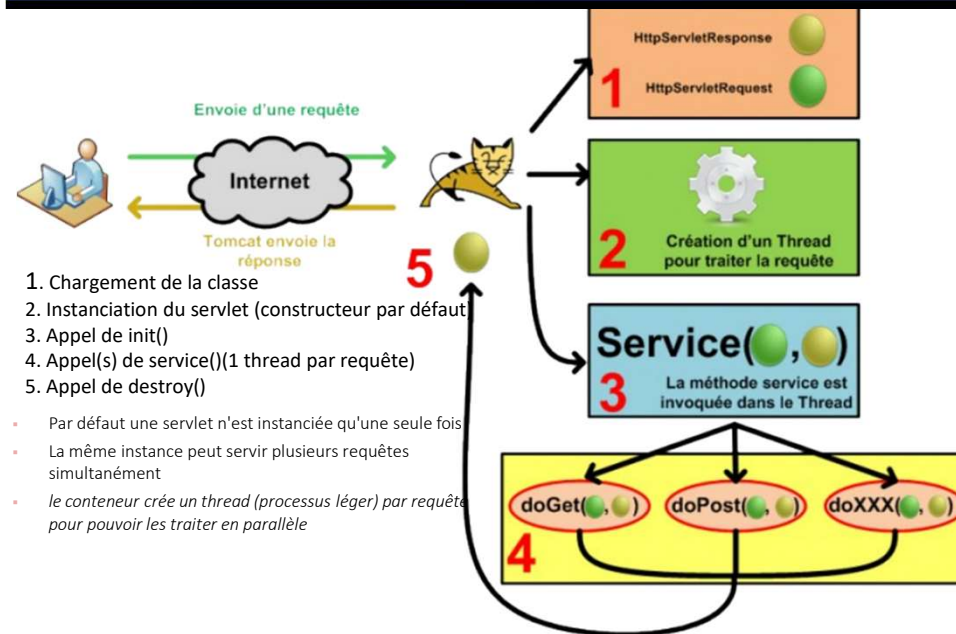 HttpServletResponse
1
HttpServletRequest
Envoie d'une requête
Internet
Tomcat envoie la
réponse
5
2
Création d'un Thread
pour traiter la requête
1. Chargement de la classe
2. Instanciation du servlet (constructeur par défaut)
3. Appel de init()
4. Appel(s) de service()(1 thread par requête)
5. Appel de destroy()
Par défaut une servlet n'est instanciée qu'une seule fois
La même instance peut servir plusieurs requêtes
simultanément
le conteneur crée un thread (processus léger) par requête
pour pouvoir les traiter en parallèle
Service( , )
3
La méthode service est
invoquée dans le Thread
doGet( , )
doPost( , )
doXXX( , )
4